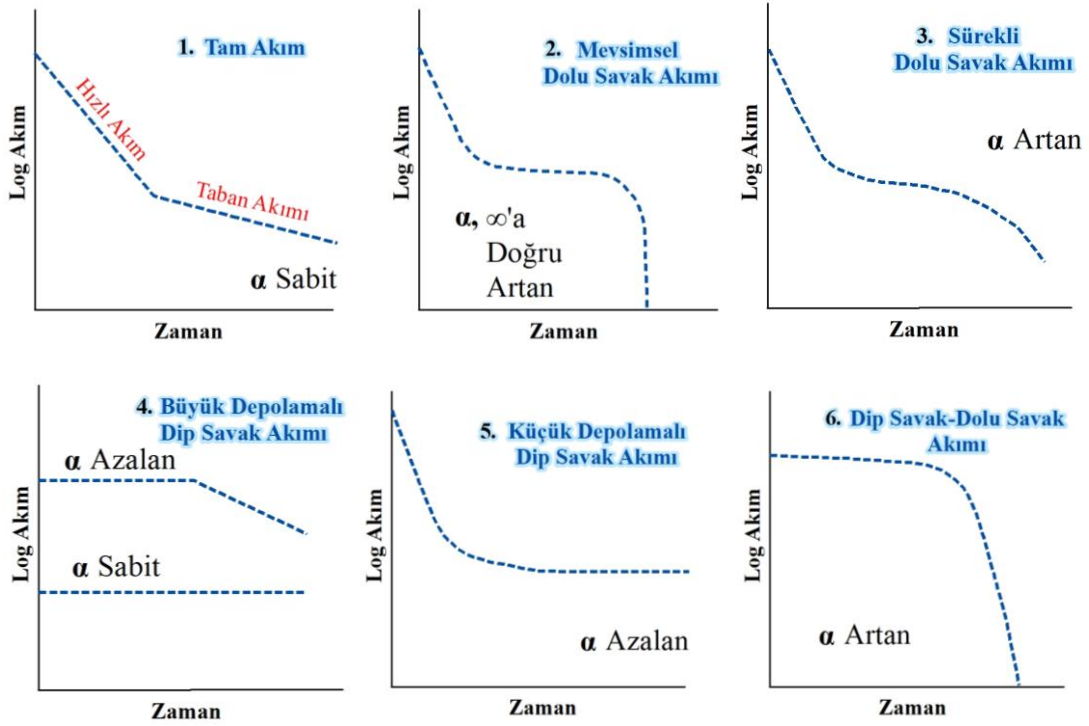 1. Tam Akım
Hızlı Akım
Taban Akımı
α Sabit
Log Akım
Zaman
2. Mevsimsel
Dolu Savak Akımı
α, ∞'a
Doğru
Artan
Log Akım
Zaman
3. Sürekli
Dolu Savak Akımı
α Artan
Log Akım
Zaman
4. Büyük Depolamalı
Dip Savak Akımı
α Azalan
α Sabit
Log Akım
Zaman
5. Küçük Depolamalı
Dip Savak Akımı
α Azalan
Log Akım
Zaman
6. Dip Savak-Dolu Savak
Akımı
α Artan
Log Akım
Zaman